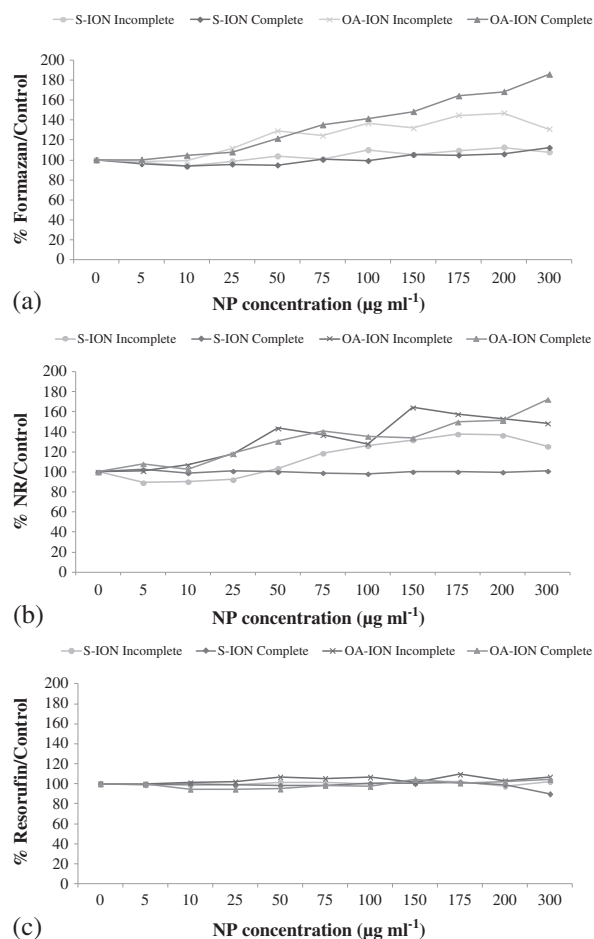 S-ION Incomplete S-ION Complete OA-ION Incomplete OA-ION Complete
200
180
160
140
120
100
80
60
40
20
0
% Formazan/Control
0 5 10 25 50 75 100 150 175 200 300
(a) NP concentration (µg ml⁻¹)
S-ION Incomplete S-ION Complete OA-ION Incomplete OA-ION Complete
200
180
160
140
120
100
80
60
40
20
0
% NR/Control
0 5 10 25 50 75 100 150 175 200 300
(b) NP concentration (µg ml⁻¹)
S-ION Incomplete S-ION Complete OA-ION Incomplete OA-ION Complete
200
180
160
140
120
100
80
60
40
20
0
% Resorufin/Control
0 5 10 25 50 75 100 150 175 200 300
(c) NP concentration (µg ml⁻¹)